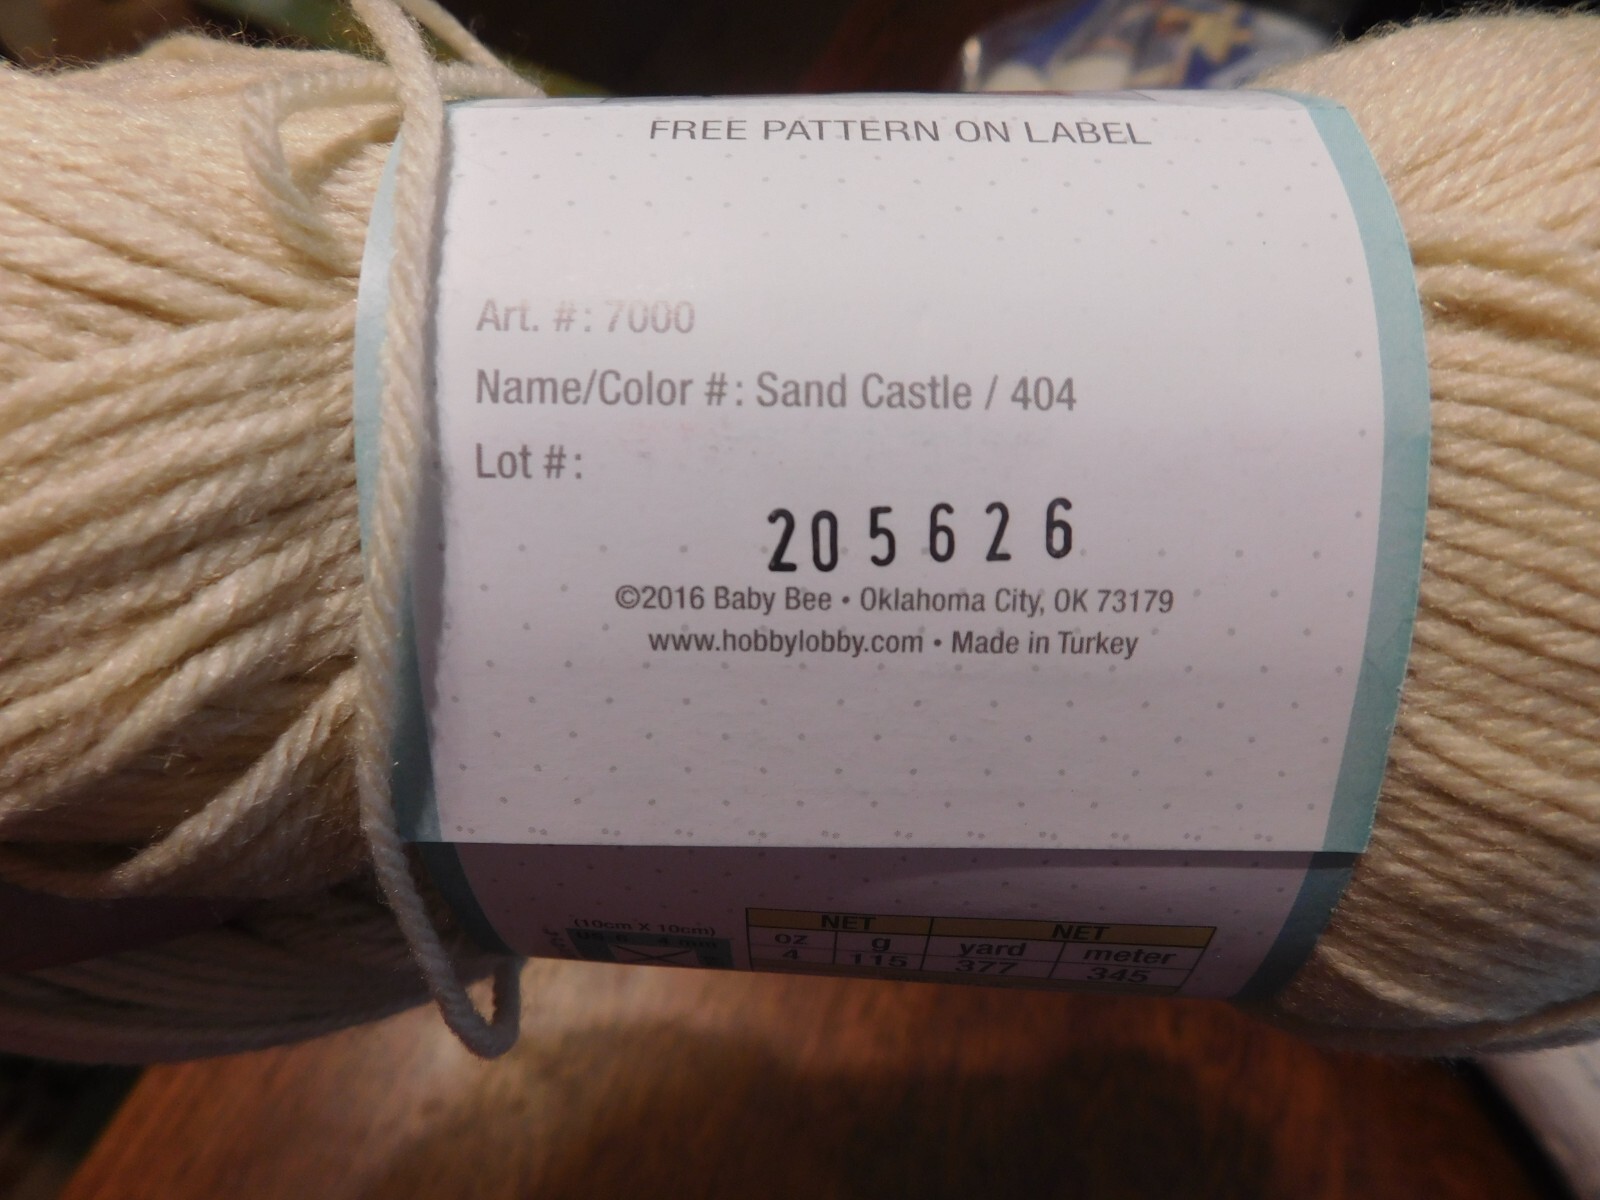 FREE PATTERN ON LABEL
Art. #: 7000
Name/Color #: Sand Castle / 404
Lot #:
205626
©2016 Baby Bee • Oklahoma City, OK 73179
www.hobbylobby.com • Made in Turkey
(10cm X 10cm)
NET NET
oz g yard meter
4 115 377 345